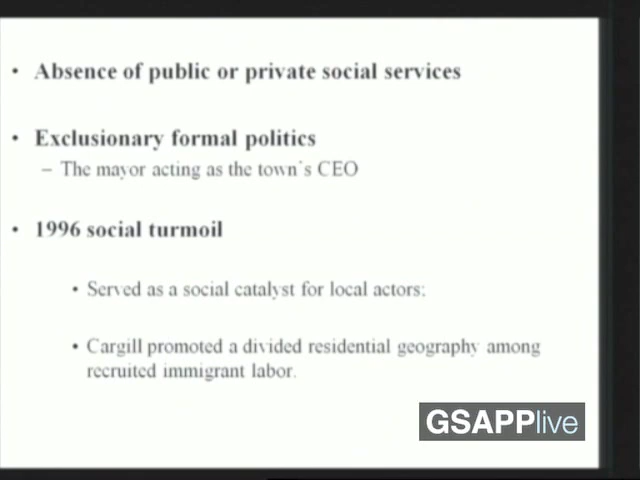 • Absence of public or private social services
• Exclusionary formal politics
– The mayor acting as the town's CEO
• 1996 social turmoil
• Served as a social catalyst for local actors;
• Cargill promoted a divided residential geography among
recruited immigrant labor.
GSAPPlive